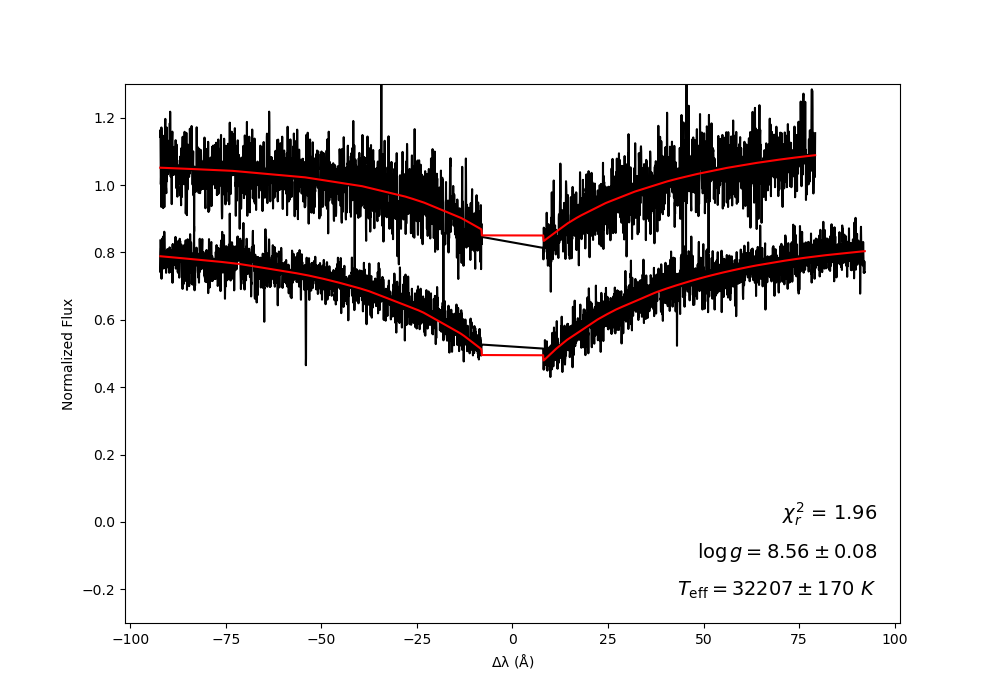 1.2
1.0
0.8
0.6
0.4
0.2
0.0
−0.2
Normalized Flux
χ²ᵣ = 1.96
log g = 8.56 ± 0.08
T_eff = 32207 ± 170 K
−100 −75 −50 −25 0 25 50 75 100
Δλ (Å)